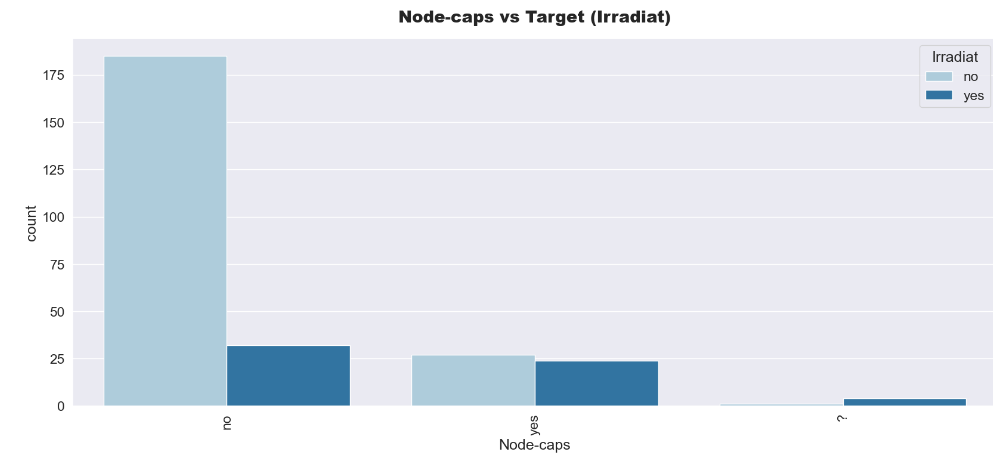 Node-caps vs Target (Irradiat)
Irradiat
no
yes
count
175
150
125
100
75
50
25
0
no
yes
?
Node-caps